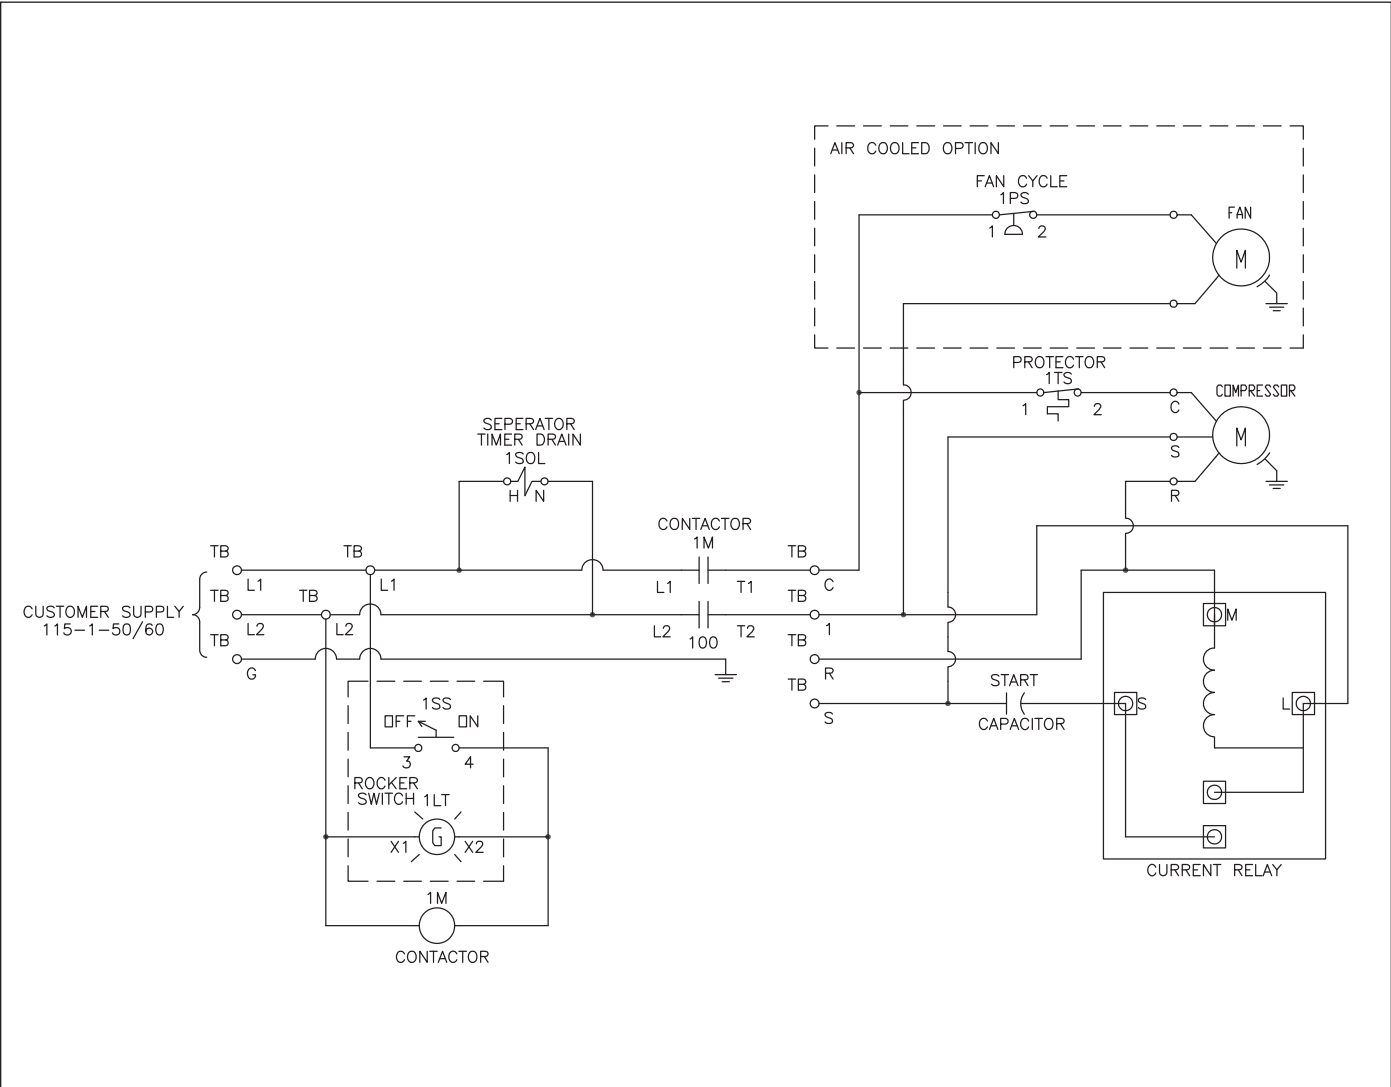 AIR COOLED OPTION
FAN CYCLE
1PS
1 2
FAN
M
PROTECTOR
1TS
1 2
COMPRESSOR
C
S
R
M
SEPERATOR
TIMER DRAIN
1SOL
H N
CONTACTOR
1M
TB TB TB
L1 L1 L1 T1 C
TB TB TB
CUSTOMER SUPPLY
115-1-50/60
L2 L2 L2 100 T2 1
TB TB
G R
TB
S
START
CAPACITOR
M
S
L
CURRENT RELAY
1SS
OFF ON
3 4
ROCKER
SWITCH 1LT
G
X1 X2
1M
CONTACTOR